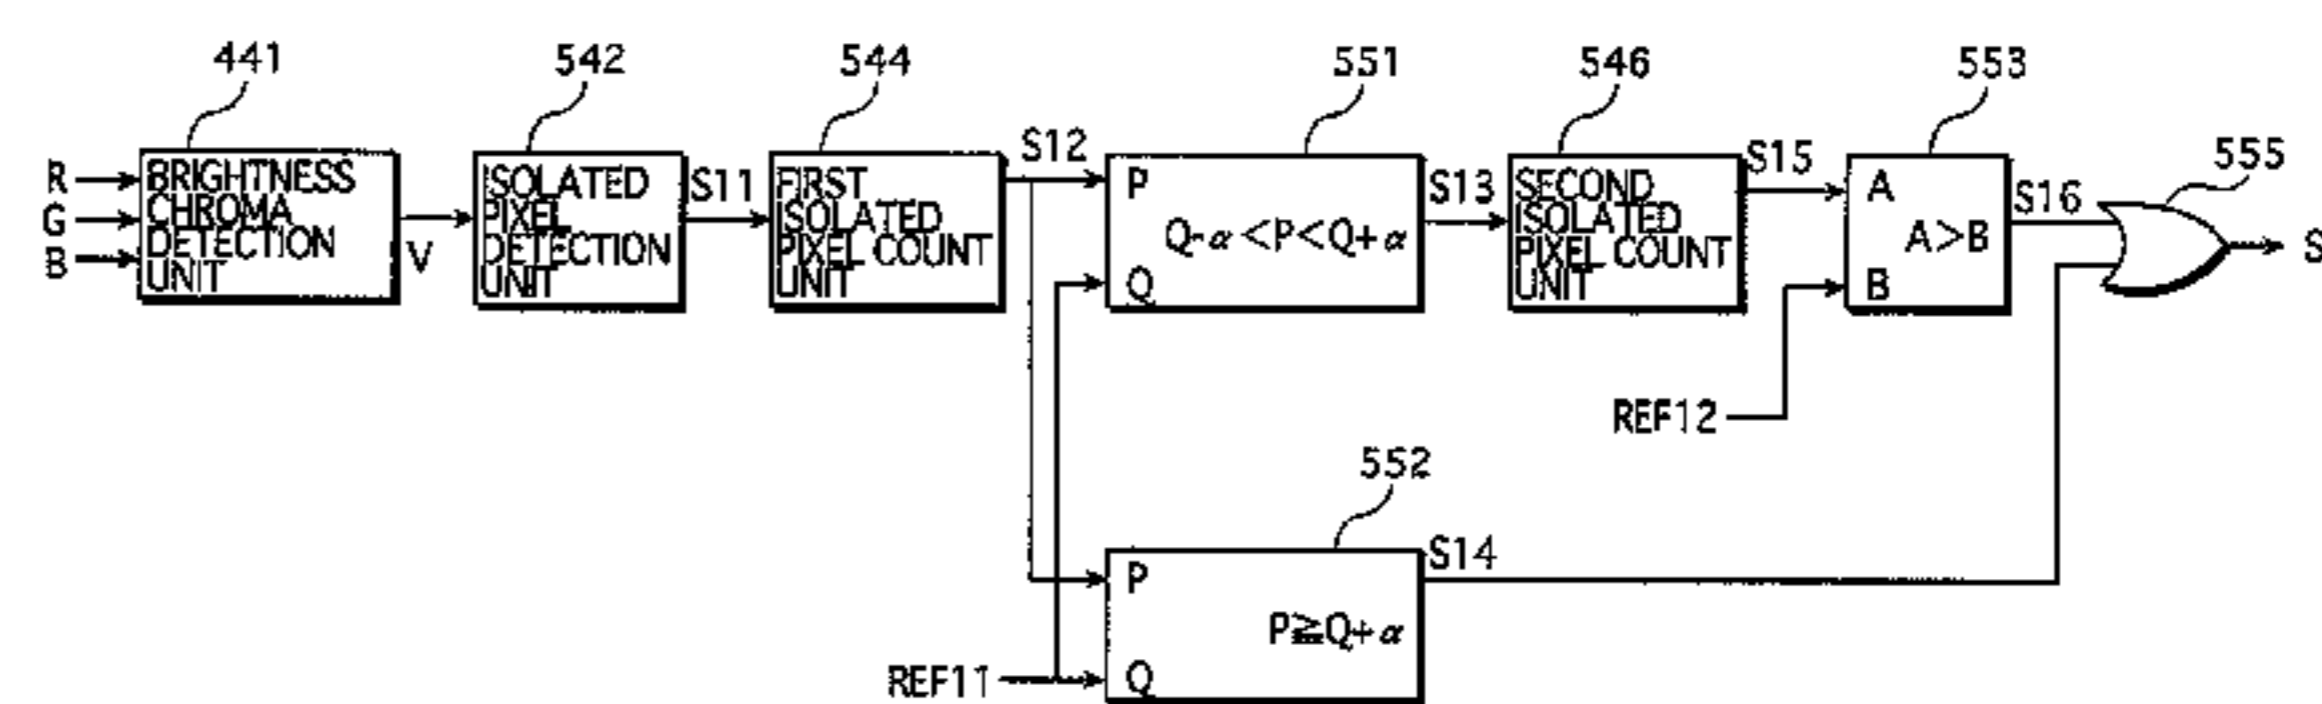 441
542
544
551
546
553
555
R
G
B
BRIGHTNESS
CHROMA
DETECTION
UNIT
V
ISOLATED
PIXEL
DETECTION
UNIT
S11
FIRST
ISOLATED
PIXEL COUNT
UNIT
S12
P
Q-α<P<Q+α
Q
S13
SECOND
ISOLATED
PIXEL COUNT
UNIT
S15
A
A>B
B
S16
S
REF12
552
P
P≧Q+α
Q
S14
REF11